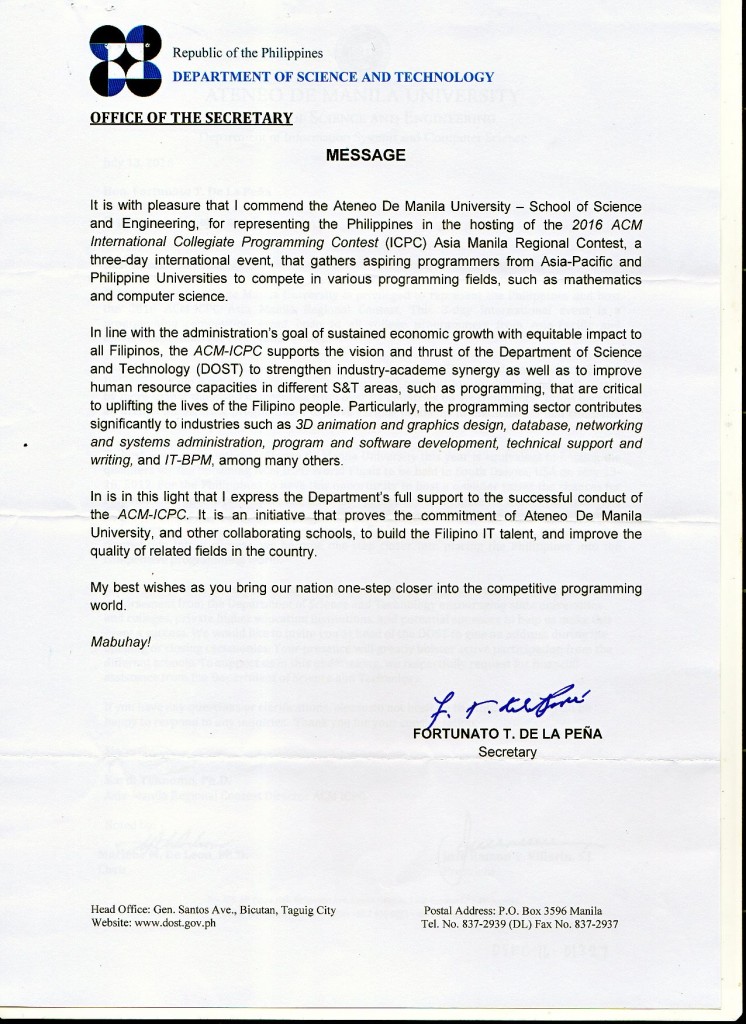 Republic of the Philippines
DEPARTMENT OF SCIENCE AND TECHNOLOGY
OFFICE OF THE SECRETARY
MESSAGE
It is with pleasure that I commend the Ateneo De Manila University – School of Science
and Engineering, for representing the Philippines in the hosting of the 2016 ACM
International Collegiate Programming Contest (ICPC) Asia Manila Regional Contest, a
three-day international event, that gathers aspiring programmers from Asia-Pacific and
Philippine Universities to compete in various programming fields, such as mathematics
and computer science.
In line with the administration's goal of sustained economic growth with equitable impact to
all Filipinos, the ACM-ICPC supports the vision and thrust of the Department of Science
and Technology (DOST) to strengthen industry-academe synergy as well as to improve
human resource capacities in different S&T areas, such as programming, that are critical
to uplifting the lives of the Filipino people. Particularly, the programming sector contributes
significantly to industries such as 3D animation and graphics design, database, networking
and systems administration, program and software development, technical support and
writing, and IT-BPM, among many others.
In is in this light that I express the Department's full support to the successful conduct of
the ACM-ICPC. It is an initiative that proves the commitment of Ateneo De Manila
University, and other collaborating schools, to build the Filipino IT talent, and improve the
quality of related fields in the country.
My best wishes as you bring our nation one-step closer into the competitive programming
world.
Mabuhay!
FORTUNATO T. DE LA PEÑA
Secretary
Head Office: Gen. Santos Ave., Bicutan, Taguig City
Website: www.dost.gov.ph
Postal Address: P.O. Box 3596 Manila
Tel. No. 837-2939 (DL) Fax No. 837-2937